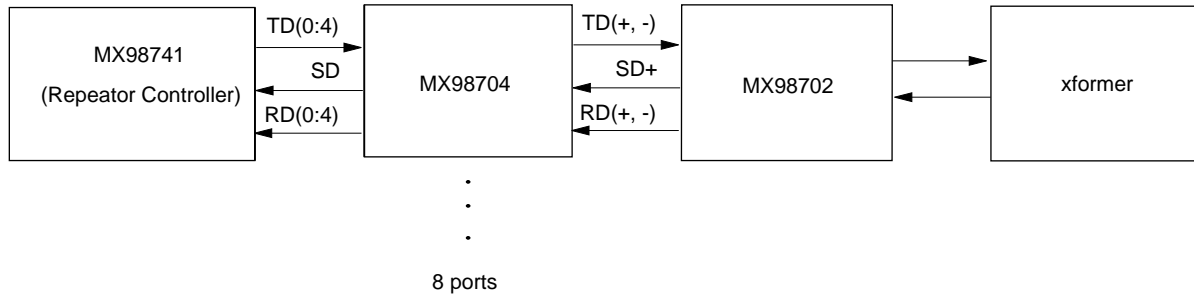 MX98741
(Repeator Controller)
TD(0:4)
SD
RD(0:4)
MX98704
TD(+, -)
SD+
RD(+, -)
MX98702
xformer
8 ports